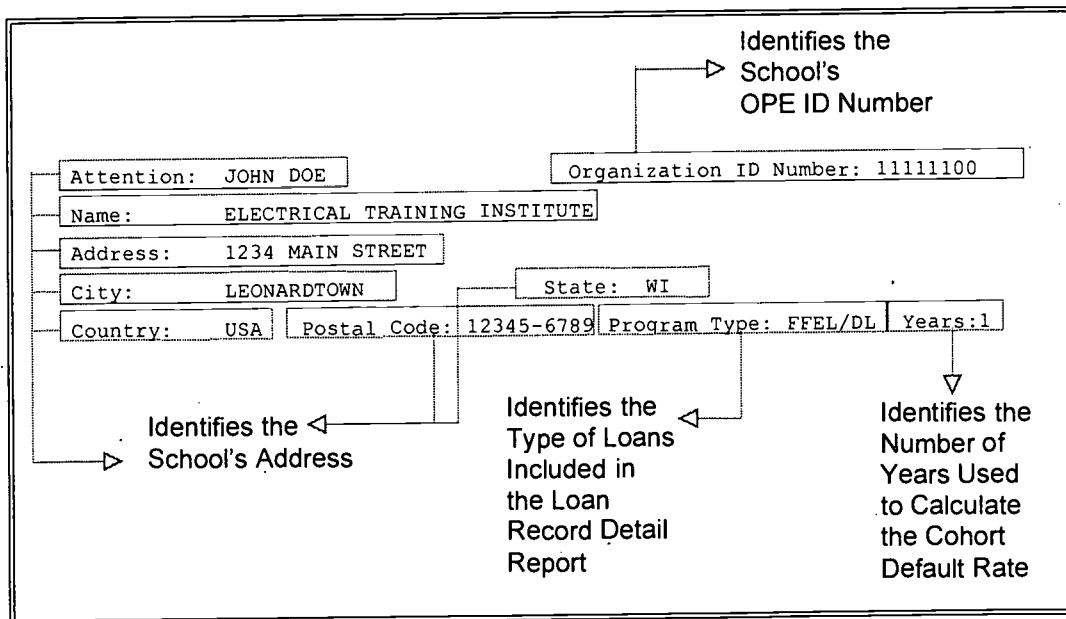 Identifies the
School's
OPE ID Number
Attention: JOHN DOE
Organization ID Number: 11111100
Name: ELECTRICAL TRAINING INSTITUTE
Address: 1234 MAIN STREET
City: LEONARDTOWN
State: WI
Country: USA
Postal Code: 12345-6789
Program Type: FFEL/DL
Years:1
Identifies the
School's Address
Identifies the
Type of Loans
Included in
the Loan
Record Detail
Report
Identifies the
Number of
Years Used
to Calculate
the Cohort
Default Rate